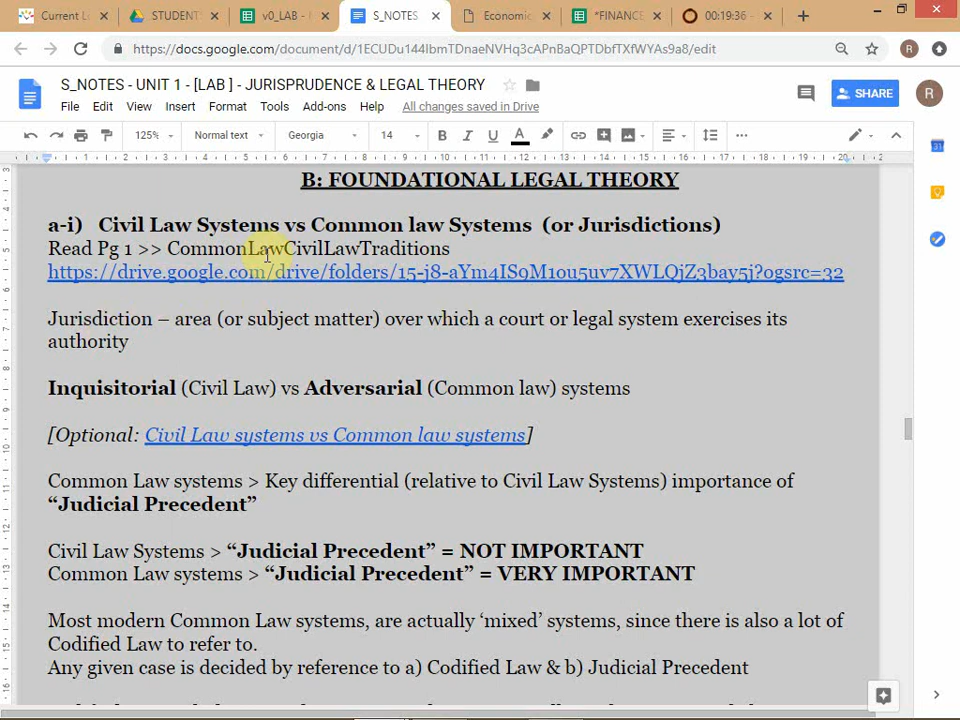 Current L
STUDENT
v0_LAB -
S_NOTES
Economic
*FINANCE
00:19:36
https://docs.google.com/document/d/1ECUDu144IbmTDnaeNVHq3cAPnBaQPTDbfTXfWYAs9a8/edit
R
S_NOTES - UNIT 1 - [LAB ] - JURISPRUDENCE & LEGAL THEORY
SHARE
R
File Edit View Insert Format Tools Add-ons Help All changes saved in Drive
125% Normal text Georgia 14 B I U A
B: FOUNDATIONAL LEGAL THEORY
a-i) Civil Law Systems vs Common law Systems (or Jurisdictions)
Read Pg 1 >> CommonLawCivilLawTraditions
https://drive.google.com/drive/folders/15-j8-aYm4IS9M1ou5uv7XWLQjZ3bay5j?ogsrc=32
Jurisdiction – area (or subject matter) over which a court or legal system exercises its
authority
Inquisitorial (Civil Law) vs Adversarial (Common law) systems
[Optional: Civil Law systems vs Common law systems]
Common Law systems > Key differential (relative to Civil Law Systems) importance of
“Judicial Precedent”
Civil Law Systems > “Judicial Precedent” = NOT IMPORTANT
Common Law systems > “Judicial Precedent” = VERY IMPORTANT
Most modern Common Law systems, are actually ‘mixed’ systems, since there is also a lot of
Codified Law to refer to.
Any given case is decided by reference to a) Codified Law & b) Judicial Precedent